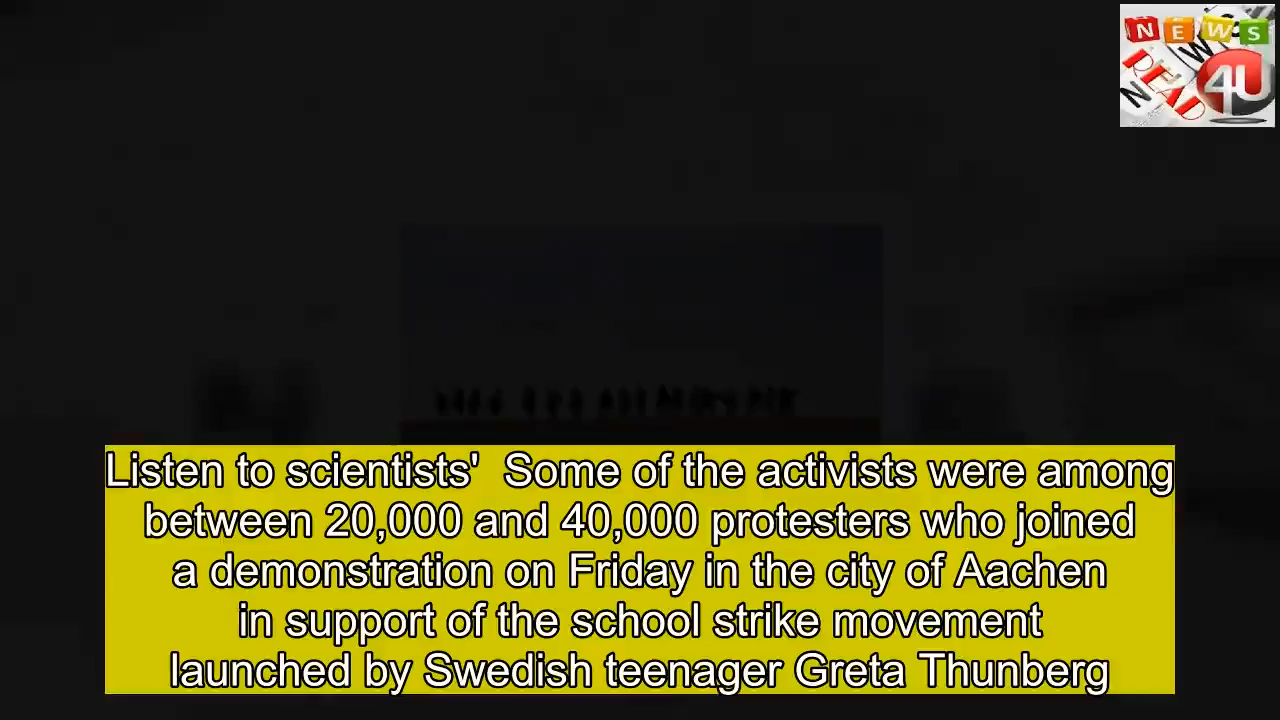 NEWS
READ
N
4U
Listen to scientists'  Some of the activists were among
between 20,000 and 40,000 protesters who joined
a demonstration on Friday in the city of Aachen
in support of the school strike movement
launched by Swedish teenager Greta Thunberg